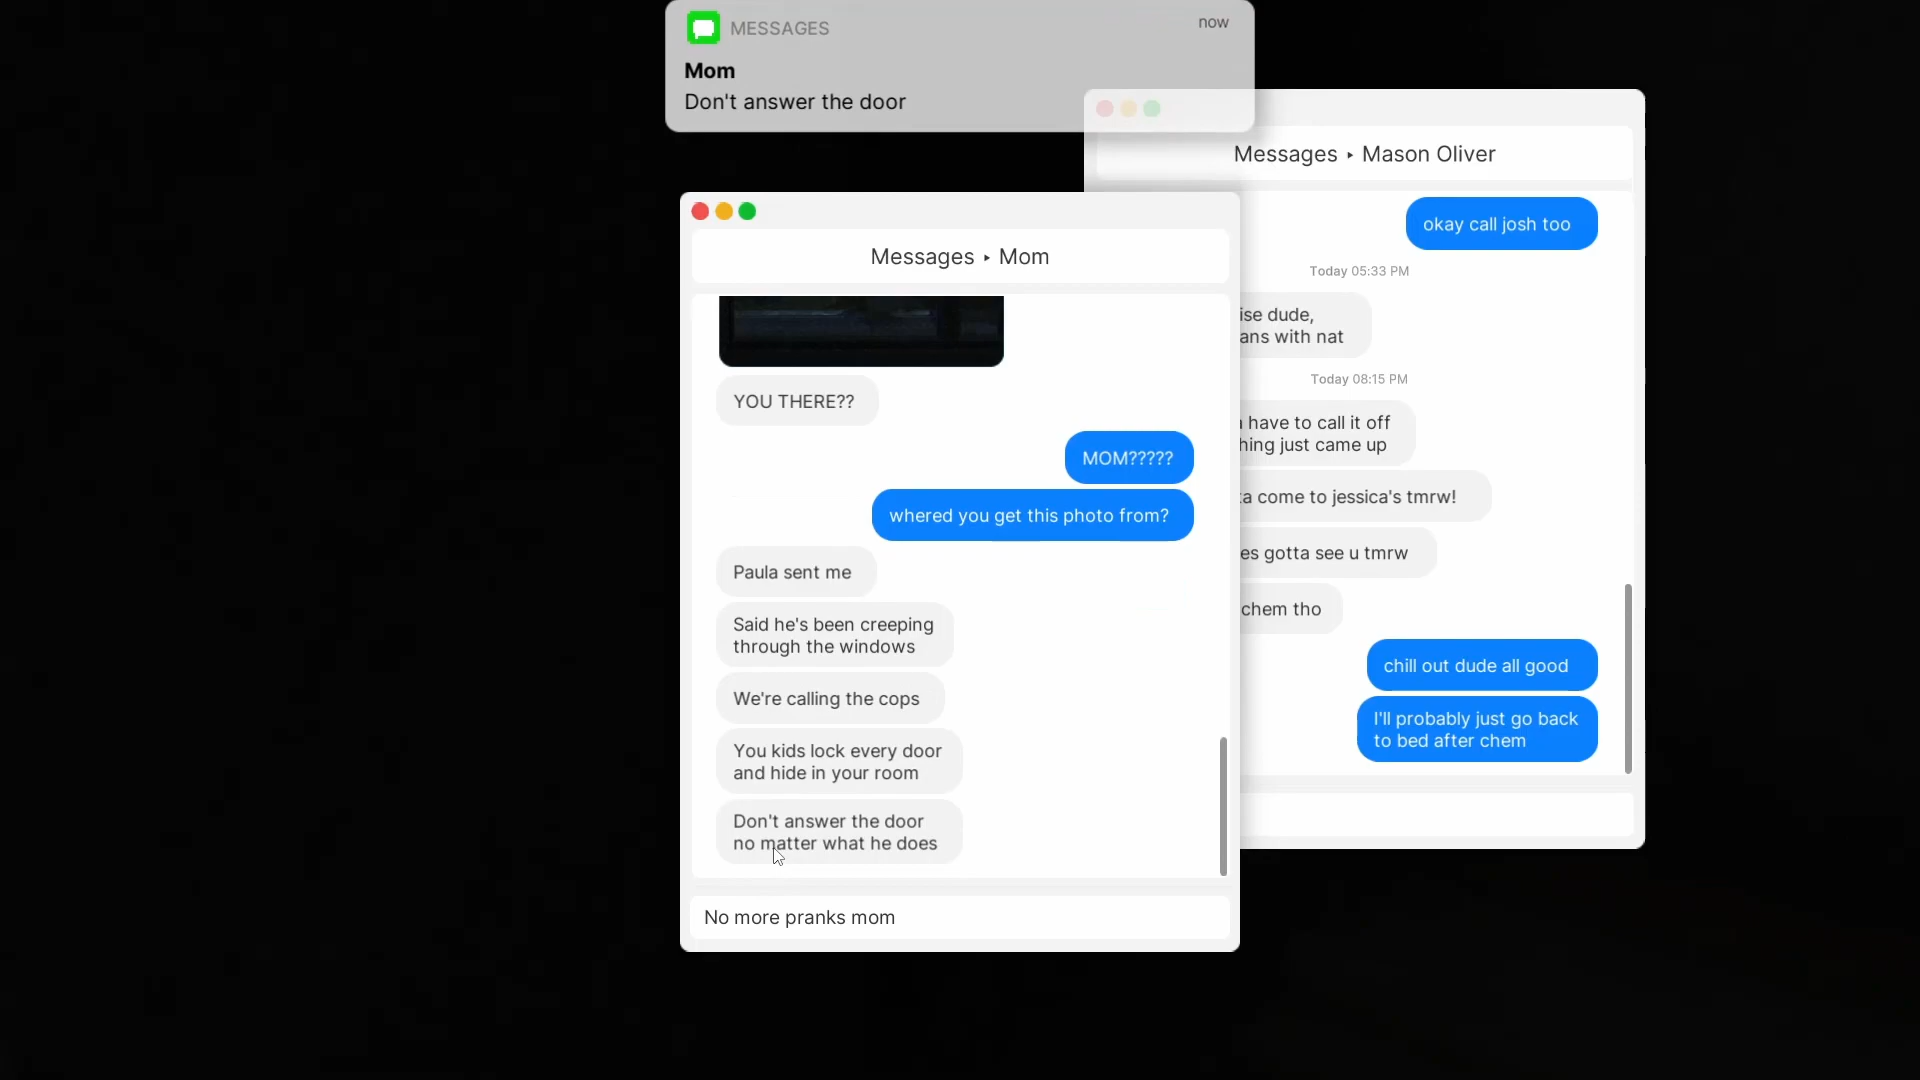 MESSAGES
now
Mom
Don't answer the door
Messages ‣ Mason Oliver
okay call josh too
Today 05:33 PM
ise dude,
ans with nat
Today 08:15 PM
have to call it off
hing just came up
a come to jessica's tmrw!
es gotta see u tmrw
chem tho
chill out dude all good
I'll probably just go back
to bed after chem
Messages ‣ Mom
YOU THERE??
MOM?????
whered you get this photo from?
Paula sent me
Said he's been creeping
through the windows
We're calling the cops
You kids lock every door
and hide in your room
Don't answer the door
no matter what he does
No more pranks mom